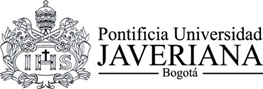 IHS
Pontificia Universidad
JAVERIANA
Bogotá